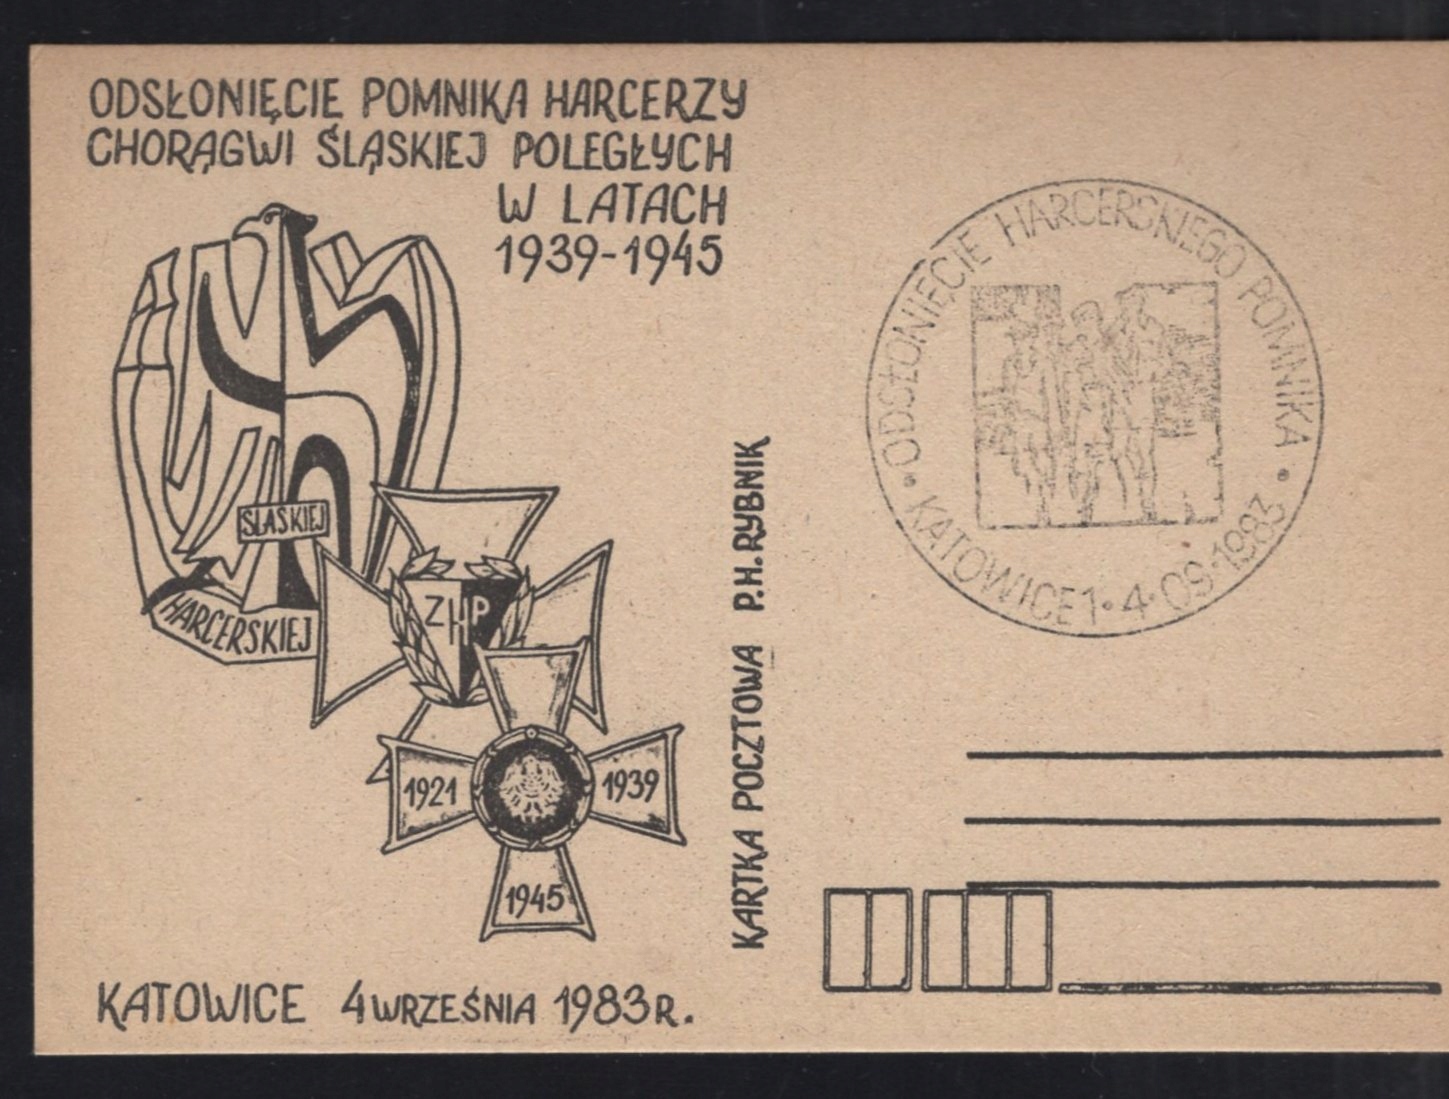 ODSŁONIĘCIE POMNIKA HARCERZY
CHORĄGWI ŚLĄSKIEJ POLEGŁYCH
W LATACH
1939-1945
ŚLĄSKIEJ
HARCERSKIEJ
ZHP
1921
1939
1945
KATOWICE 4 WRZEŚNIA 1983 R.
KARTKA POCZTOWA P.H. RYBNIK
• ODSŁONIĘCIE HARCERSKIEGO POMNIKA •
KATOWICE 1 • 4 • 09 • 1983